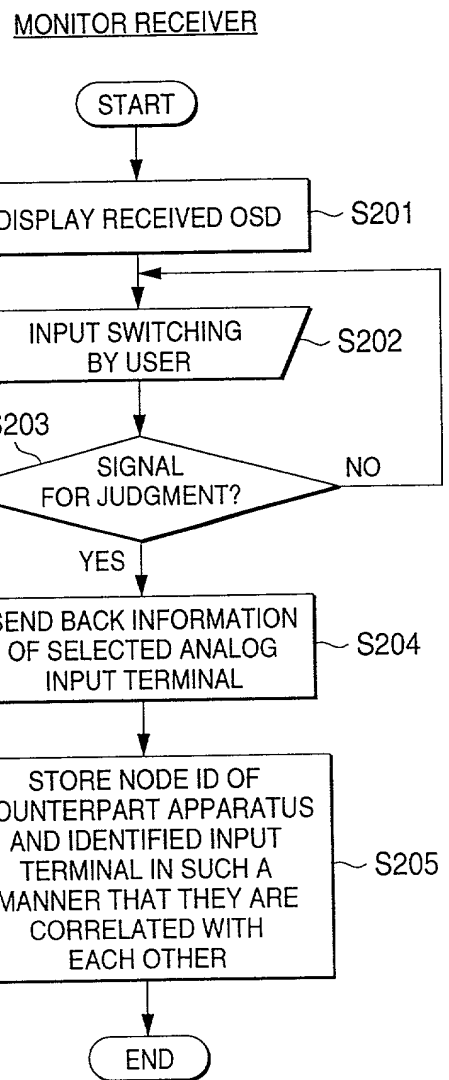 MONITOR RECEIVER
START
DISPLAY RECEIVED OSD
S201
INPUT SWITCHING
BY USER
S202
S203
SIGNAL
FOR JUDGMENT?
NO
YES
SEND BACK INFORMATION
OF SELECTED ANALOG
INPUT TERMINAL
S204
STORE NODE ID OF
OUNTERPART APPARATUS
AND IDENTIFIED INPUT
TERMINAL IN SUCH A
MANNER THAT THEY ARE
CORRELATED WITH
EACH OTHER
S205
END